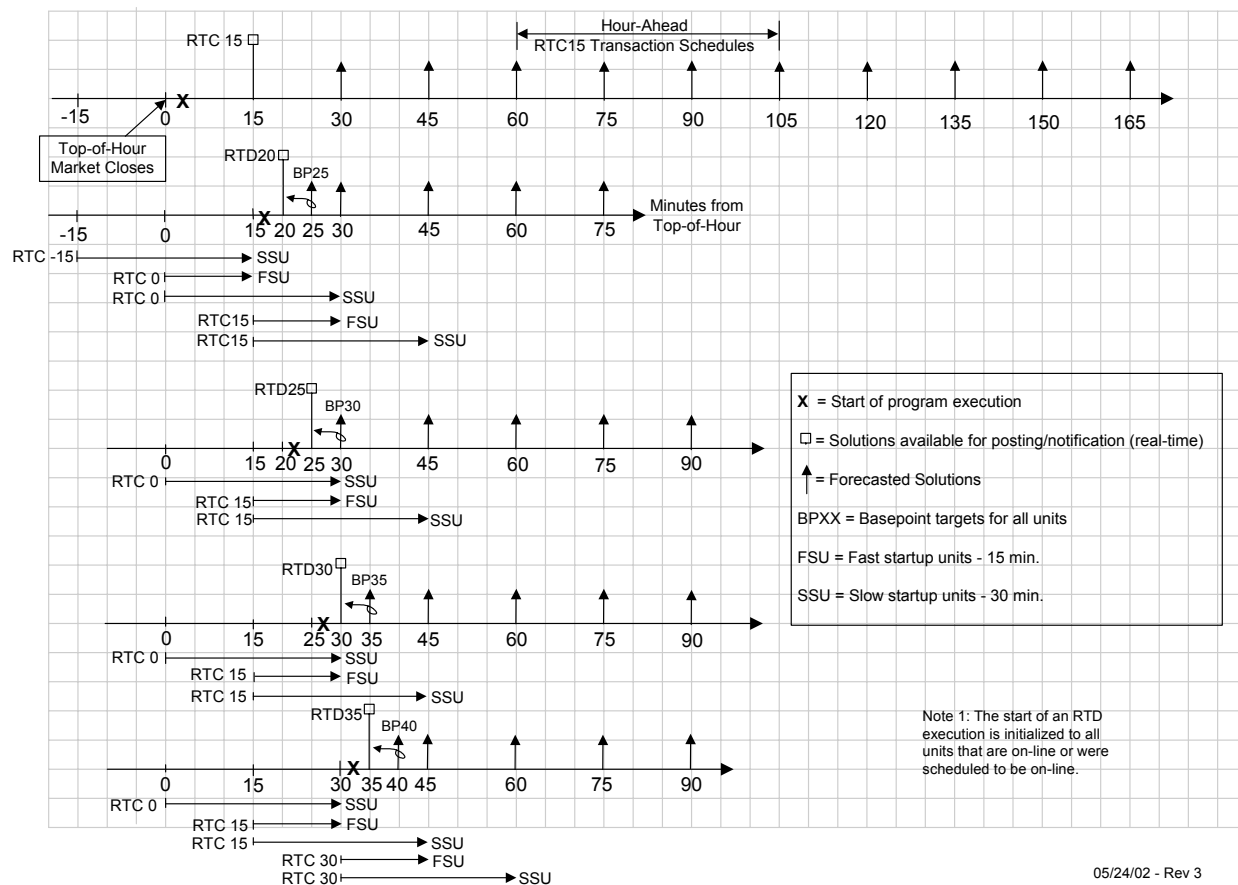 Hour-Ahead
RTC15 Transaction Schedules
RTC 15
X
-15 0 15 30 45 60 75 90 105 120 135 150 165
Top-of-Hour
Market Closes
RTD20
BP25
X
Minutes from
Top-of-Hour
-15 0 15 20 25 30 45 60 75
RTC -15 SSU
RTC 0 FSU
RTC 0 SSU
RTC15 FSU
RTC15 SSU
RTD25
BP30
X
0 15 20 25 30 45 60 75 90
RTC 0 SSU
RTC 15 FSU
RTC 15 SSU
RTD30
BP35
X
0 15 25 30 35 45 60 75 90
RTC 0 SSU
RTC 15 FSU
RTC 15 SSU
RTD35
BP40
X
0 15 30 35 40 45 60 75 90
RTC 0 SSU
RTC 15 FSU
RTC 15 SSU
RTC 30 FSU
RTC 30 SSU
X = Start of program execution
= Solutions available for posting/notification (real-time)
= Forecasted Solutions
BPXX = Basepoint targets for all units
FSU = Fast startup units - 15 min.
SSU = Slow startup units - 30 min.
Note 1: The start of an RTD
execution is initialized to all
units that are on-line or were
scheduled to be on-line.
05/24/02 - Rev 3